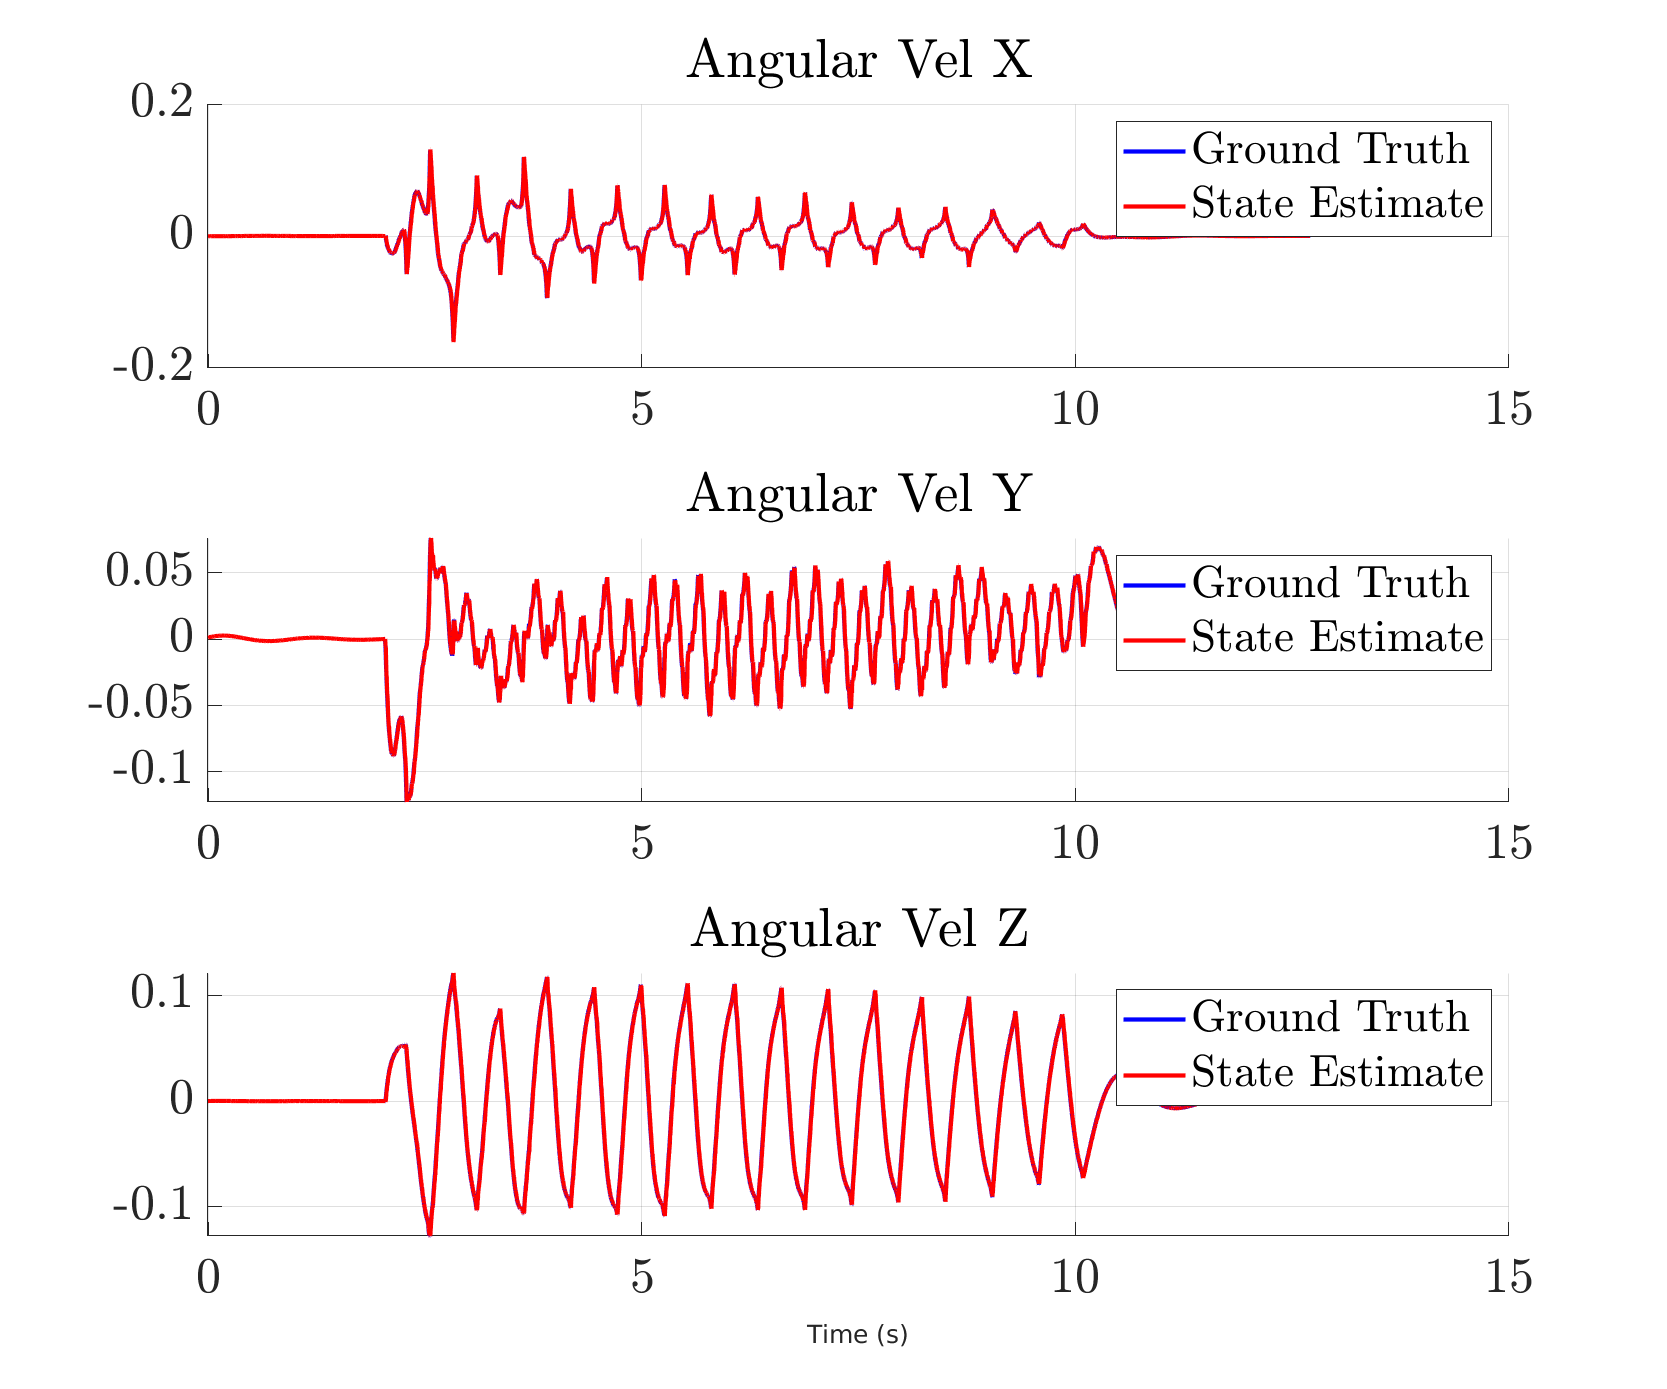 Angular Vel X
0.2
0
-0.2
Ground Truth
State Estimate
0 5 10 15
Angular Vel Y
0.05
0
-0.05
-0.1
Ground Truth
State Estimate
0 5 10 15
Angular Vel Z
0.1
0
-0.1
Ground Truth
State Estimate
0 5 10 15
Time (s)